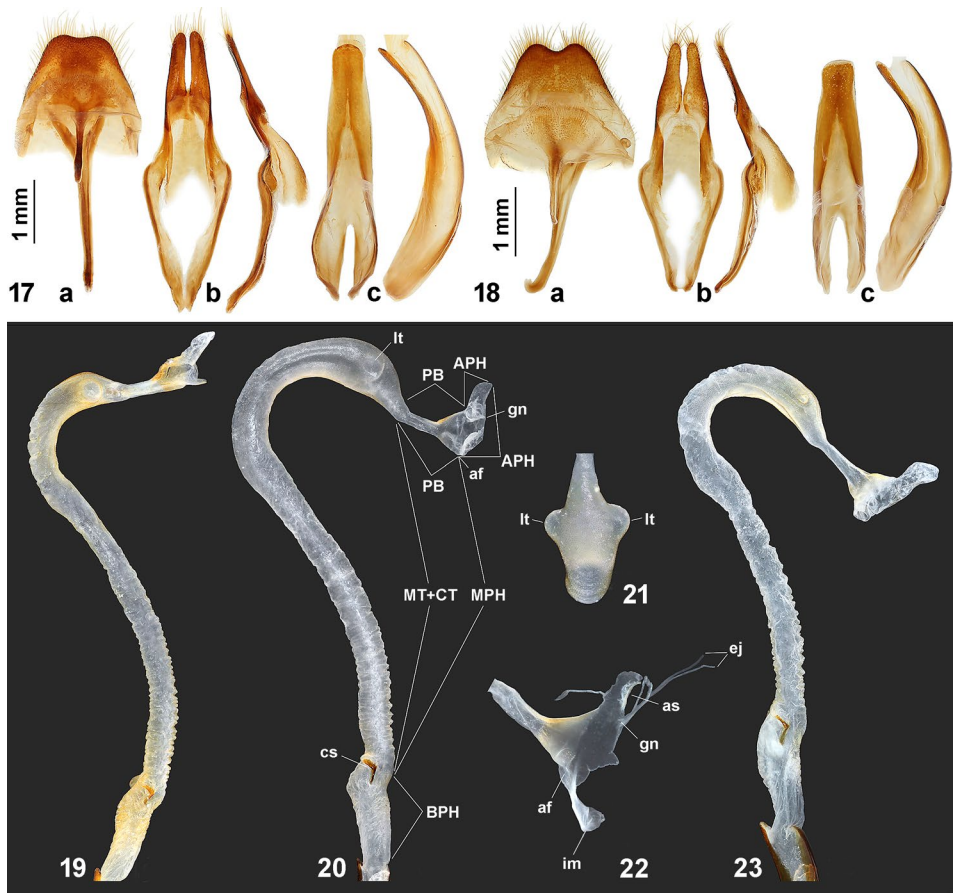 1 mm
17 a b c
1 mm
18 a b c
lt
PB
APH
gn
APH
PB
af
lt
lt
21
MT+CT
MPH
ej
as
gn
cs
af
BPH
im
19
20
22
23